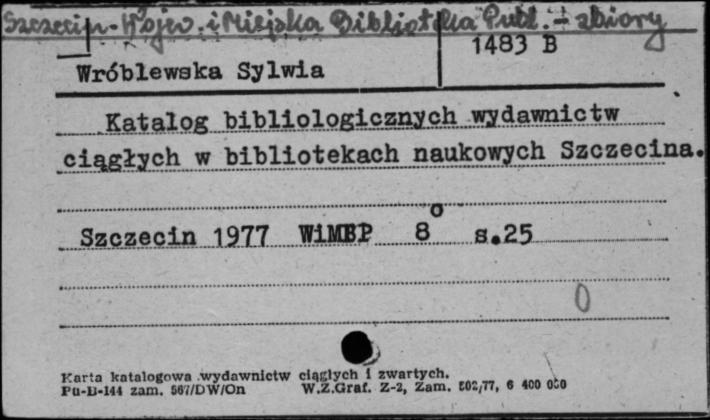 Szczecin - Wojew. i Miejska Biblioteka Publ. - zbiory
1483 B
Wróblewska Sylwia
Katalog bibliologicznych wydawnictw
ciągłych w bibliotekach naukowych Szczecina.
Szczecin 1977 WiMBP 8° s.25
0
Karta katalogowa wydawnictw ciągłych i zwartych.
Pu-B-144 zam. 567/DW/On W.Z.Graf. Z-2, Zam. 502/77, 6 400 000